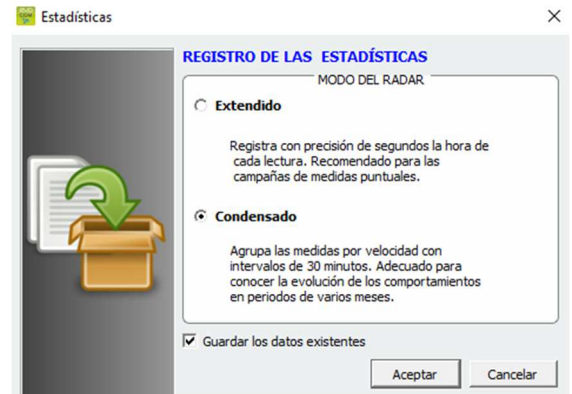 Estadísticas
REGISTRO DE LAS ESTADÍSTICAS
MODO DEL RADAR
Extendido
Registra con precisión de segundos la hora de
cada lectura. Recomendado para las
campañas de medidas puntuales.
Condensado
Agrupa las medidas por velocidad con
intervalos de 30 minutos. Adecuado para
conocer la evolución de los comportamientos
en periodos de varios meses.
Guardar los datos existentes
Aceptar Cancelar